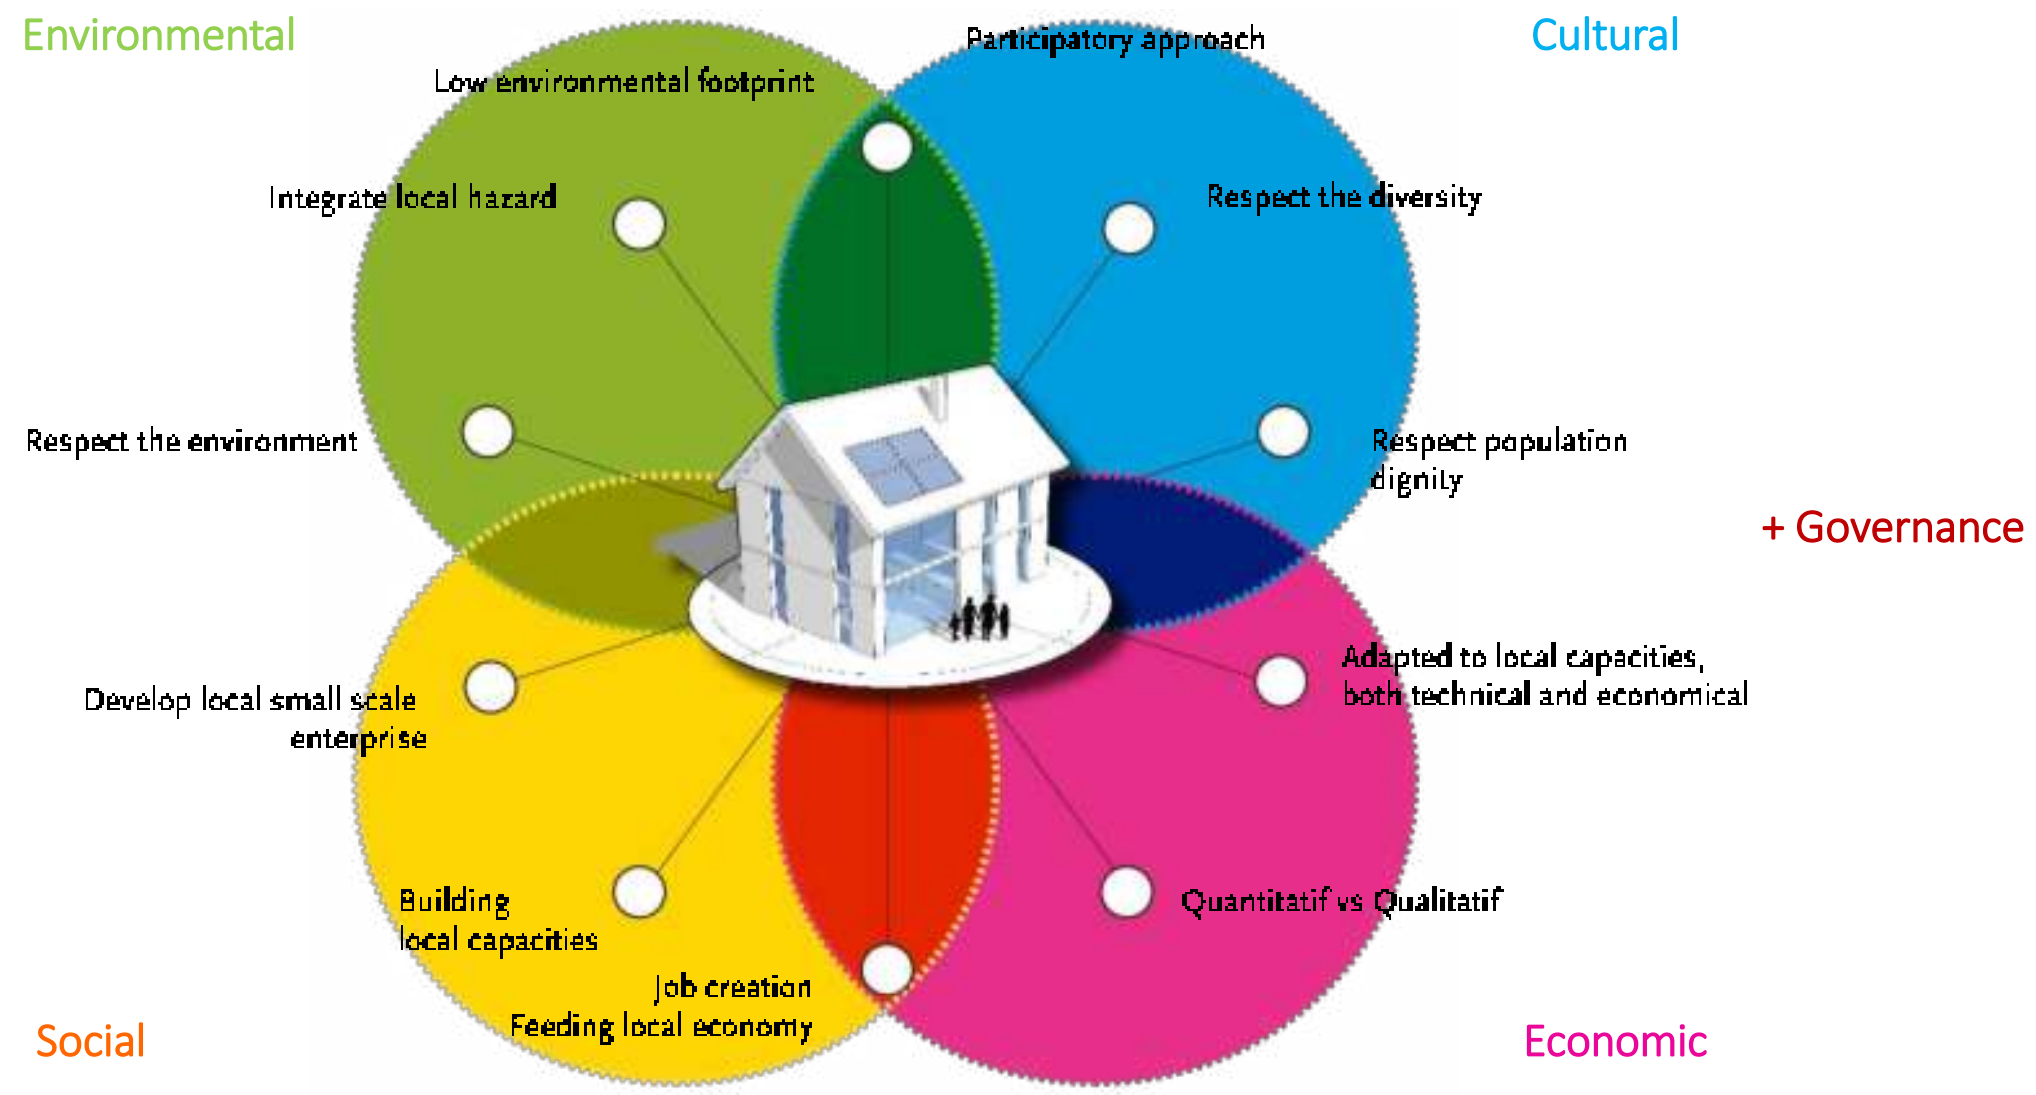 Environmental
Cultural
Participatory approach
Low environmental footprint
Integrate local hazard
Respect the diversity
Respect the environment
Respect population
dignity
+ Governance
Develop local small scale
enterprise
Adapted to local capacities,
both technical and economical
Building
local capacities
Quantitatif vs Qualitatif
Job creation
Feeding local economy
Social
Economic